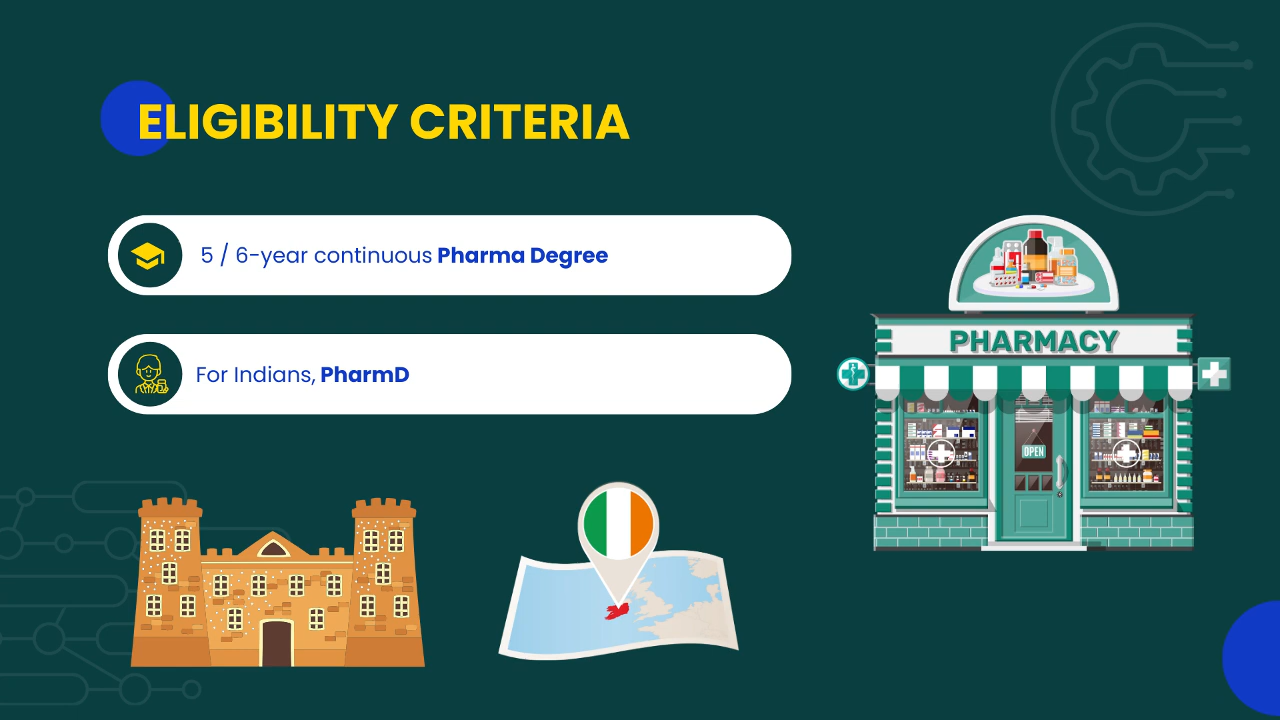 ELIGIBILITY CRITERIA
5 / 6-year continuous Pharma Degree
For Indians, PharmD
PHARMACY
OPEN